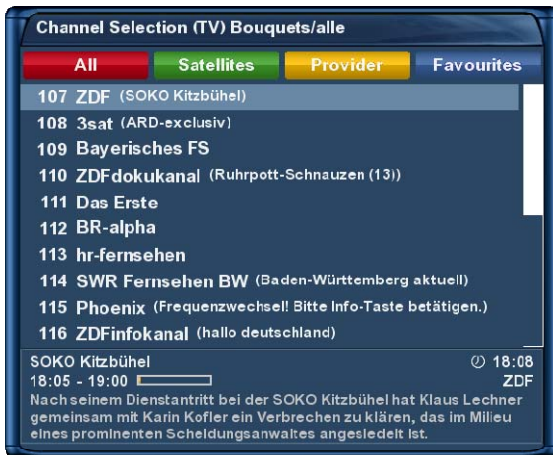 Channel Selection (TV) Bouquets/alle
All Satellites Provider Favourites
107 ZDF (SOKO Kitzbühel)
108 3sat (ARD-exclusiv)
109 Bayerisches FS
110 ZDFdokukanal (Ruhrpott-Schnauzen (13))
111 Das Erste
112 BR-alpha
113 hr-fernsehen
114 SWR Fernsehen BW (Baden-Württemberg aktuell)
115 Phoenix (Frequenzwechsel! Bitte Info-Taste betätigen.)
116 ZDFinfokanal (hallo deutschland)
SOKO Kitzbühel 18:08
18:05 - 19:00 ZDF
Nach seinem Dienstantritt bei der SOKO Kitzbühel hat Klaus Lechner
gemeinsam mit Karin Kofler ein Verbrechen zu klären, das im Milieu
eines prominenten Scheidungsanwaltes angesiedelt ist.